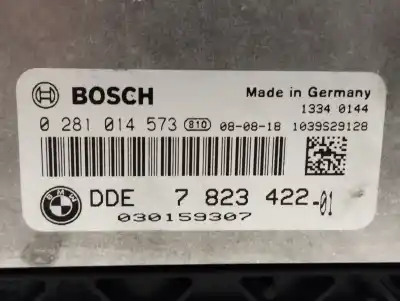 BOSCH
Made in Germany
1334 0144
0 281 014 573 810 08-08-18 1039S29128
BMW
DDE 7 823 422-01
030159307